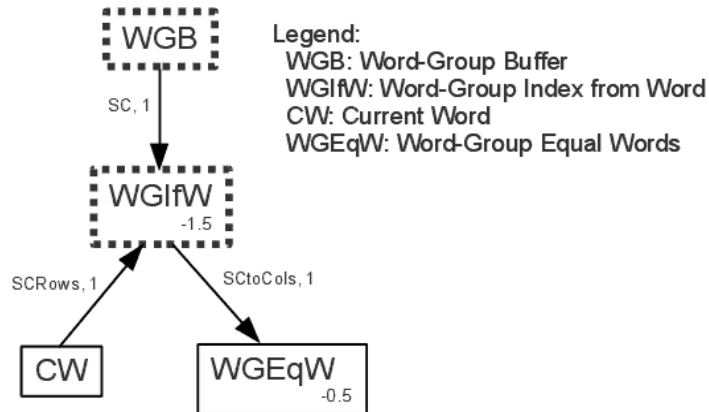 WGB
Legend:
WGB: Word-Group Buffer
WGIfW: Word-Group Index from Word
CW: Current Word
WGEqW: Word-Group Equal Words
SC, 1
WGIfW
-1.5
SCRows, 1
SCtoCols, 1
CW
WGEqW
-0.5